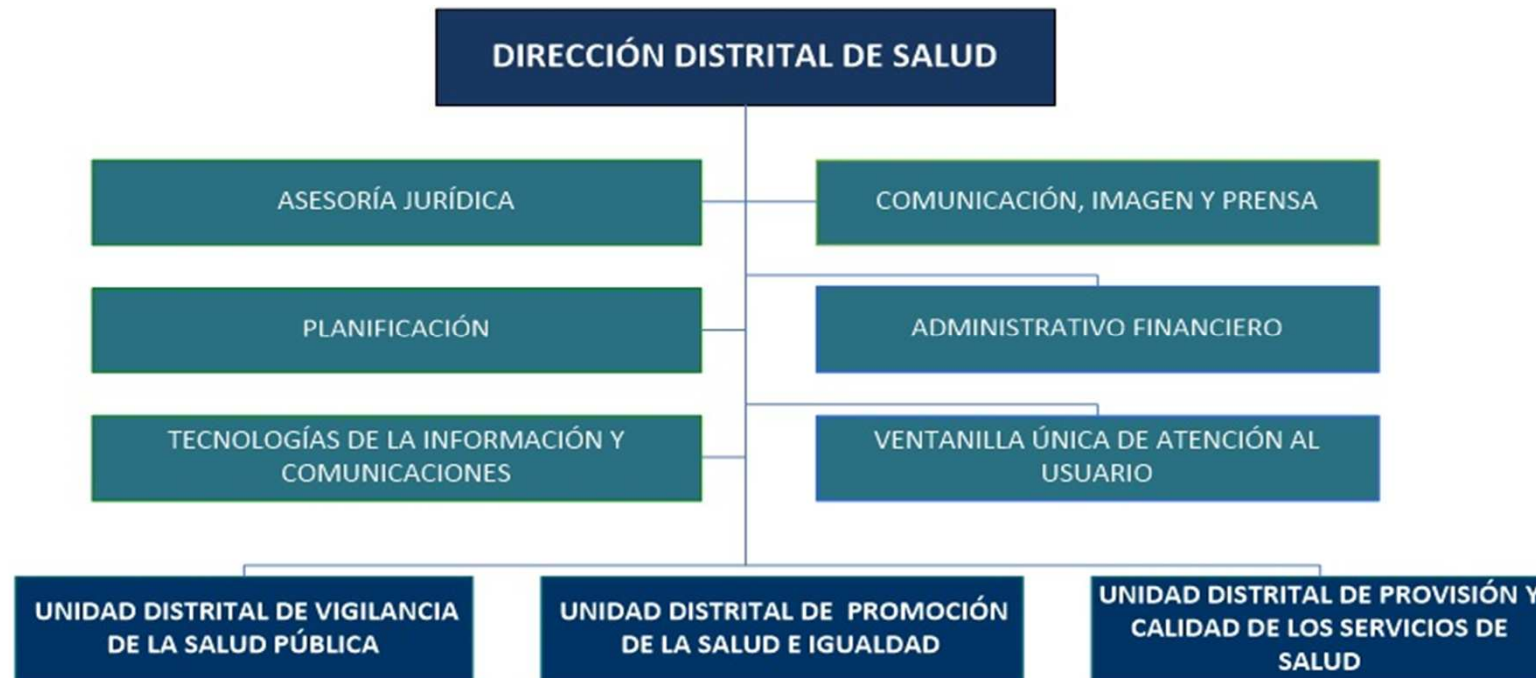 DIRECCIÓN DISTRITAL DE SALUD
ASESORÍA JURÍDICA
COMUNICACIÓN, IMAGEN Y PRENSA
PLANIFICACIÓN
ADMINISTRATIVO FINANCIERO
TECNOLOGÍAS DE LA INFORMACIÓN Y
COMUNICACIONES
VENTANILLA ÚNICA DE ATENCIÓN AL
USUARIO
UNIDAD DISTRITAL DE VIGILANCIA
DE LA SALUD PÚBLICA
UNIDAD DISTRITAL DE PROMOCIÓN
DE LA SALUD E IGUALDAD
UNIDAD DISTRITAL DE PROVISIÓN Y
CALIDAD DE LOS SERVICIOS DE
SALUD